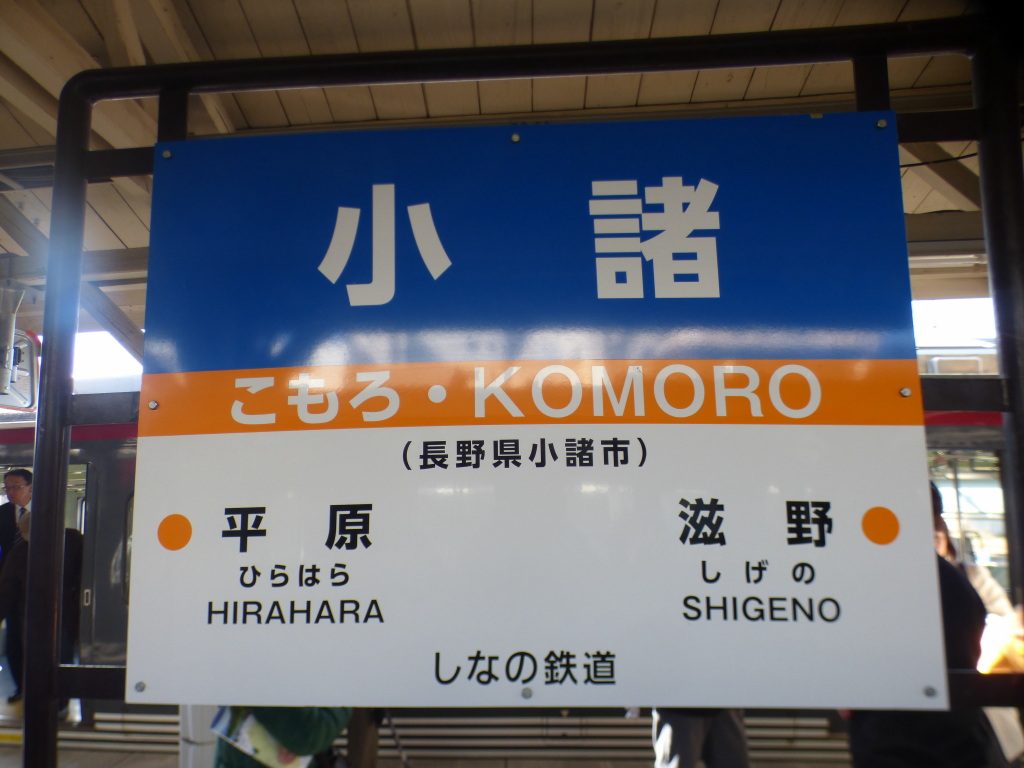 小諸
こもろ・KOMORO
(長野県小諸市)
平原 滋野
ひらはら しげの
HIRAHARA SHIGENO
しなの鉄道